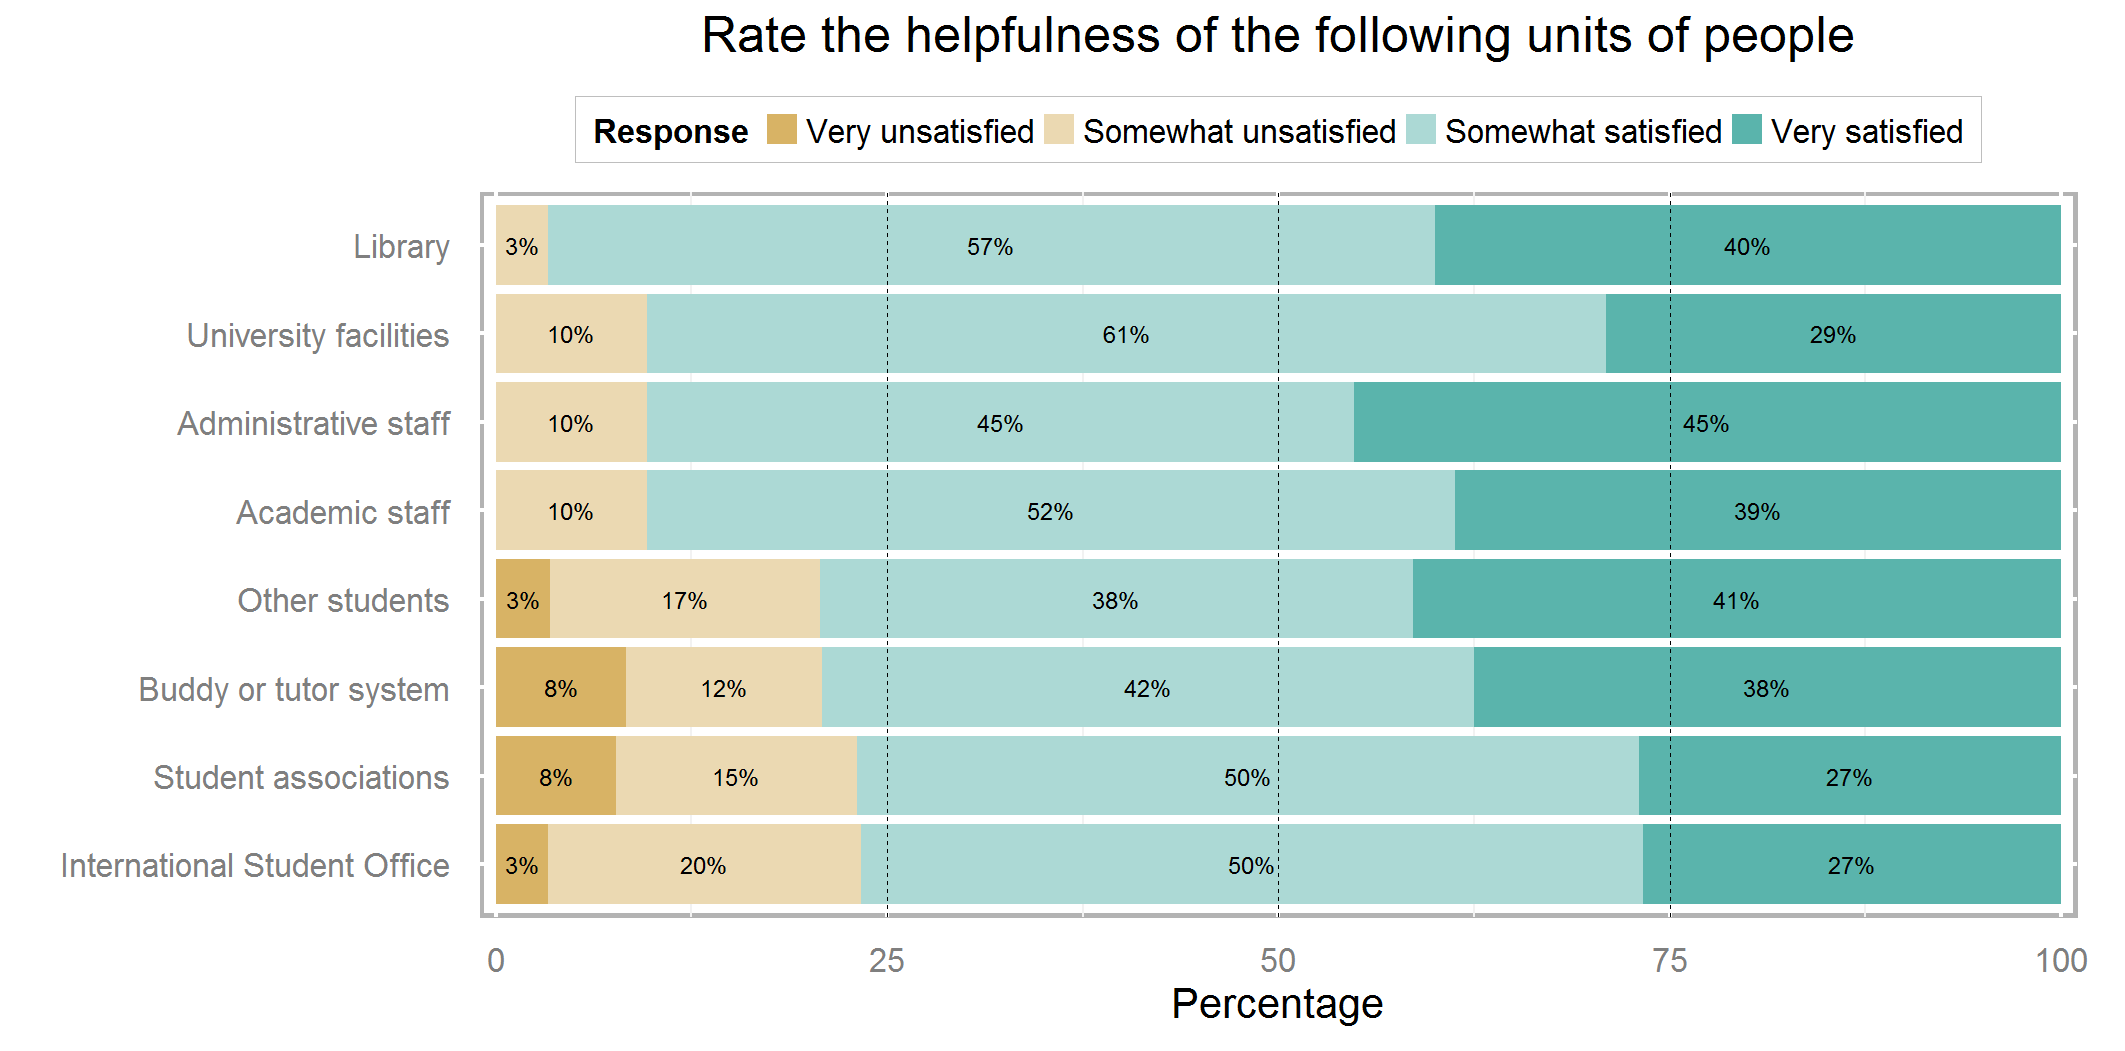 Rate the helpfulness of the following units of people
Response Very unsatisfied Somewhat unsatisfied Somewhat satisfied Very satisfied
Library 3% 57% 40%
University facilities 10% 61% 29%
Administrative staff 10% 45% 45%
Academic staff 10% 52% 39%
Other students 3% 17% 38% 41%
Buddy or tutor system 8% 12% 42% 38%
Student associations 8% 15% 50% 27%
International Student Office 3% 20% 50% 27%
0 25 50 75 100
Percentage